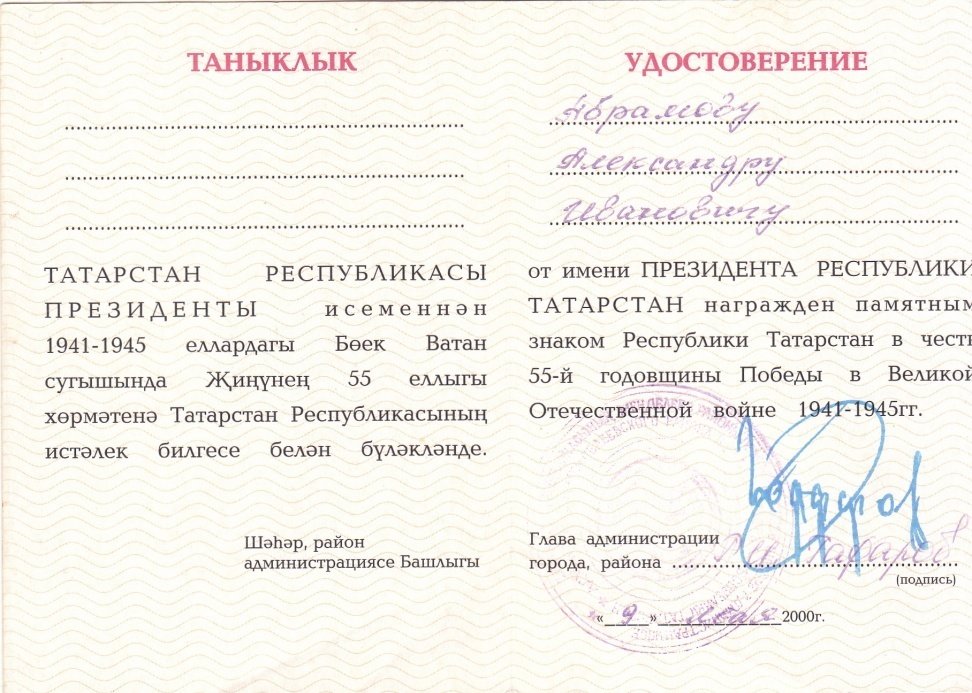 ТАНЫКЛЫК
ТАТАРСТАН РЕСПУБЛИКАСЫ
ПРЕЗИДЕНТЫ исеменнән
1941-1945 еллардагы Бөек Ватан
сугышында Җиңүнең 55 еллыгы
хөрмәтенә Татарстан Республикасының
истәлек билгесе белән бүләкләнде.
Шәһәр, район
администрациясе Башлыгы
УДОСТОВЕРЕНИЕ
Абрамову
Александру
Ивановичу
от имени ПРЕЗИДЕНТА РЕСПУБЛИКИ
ТАТАРСТАН награжден памятным
знаком Республики Татарстан в честь
55-й годовщины Победы в Великой
Отечественной войне 1941-1945гг.
Глава администрации
города, района Гафаров
(подпись)
«9» мая 2000г.